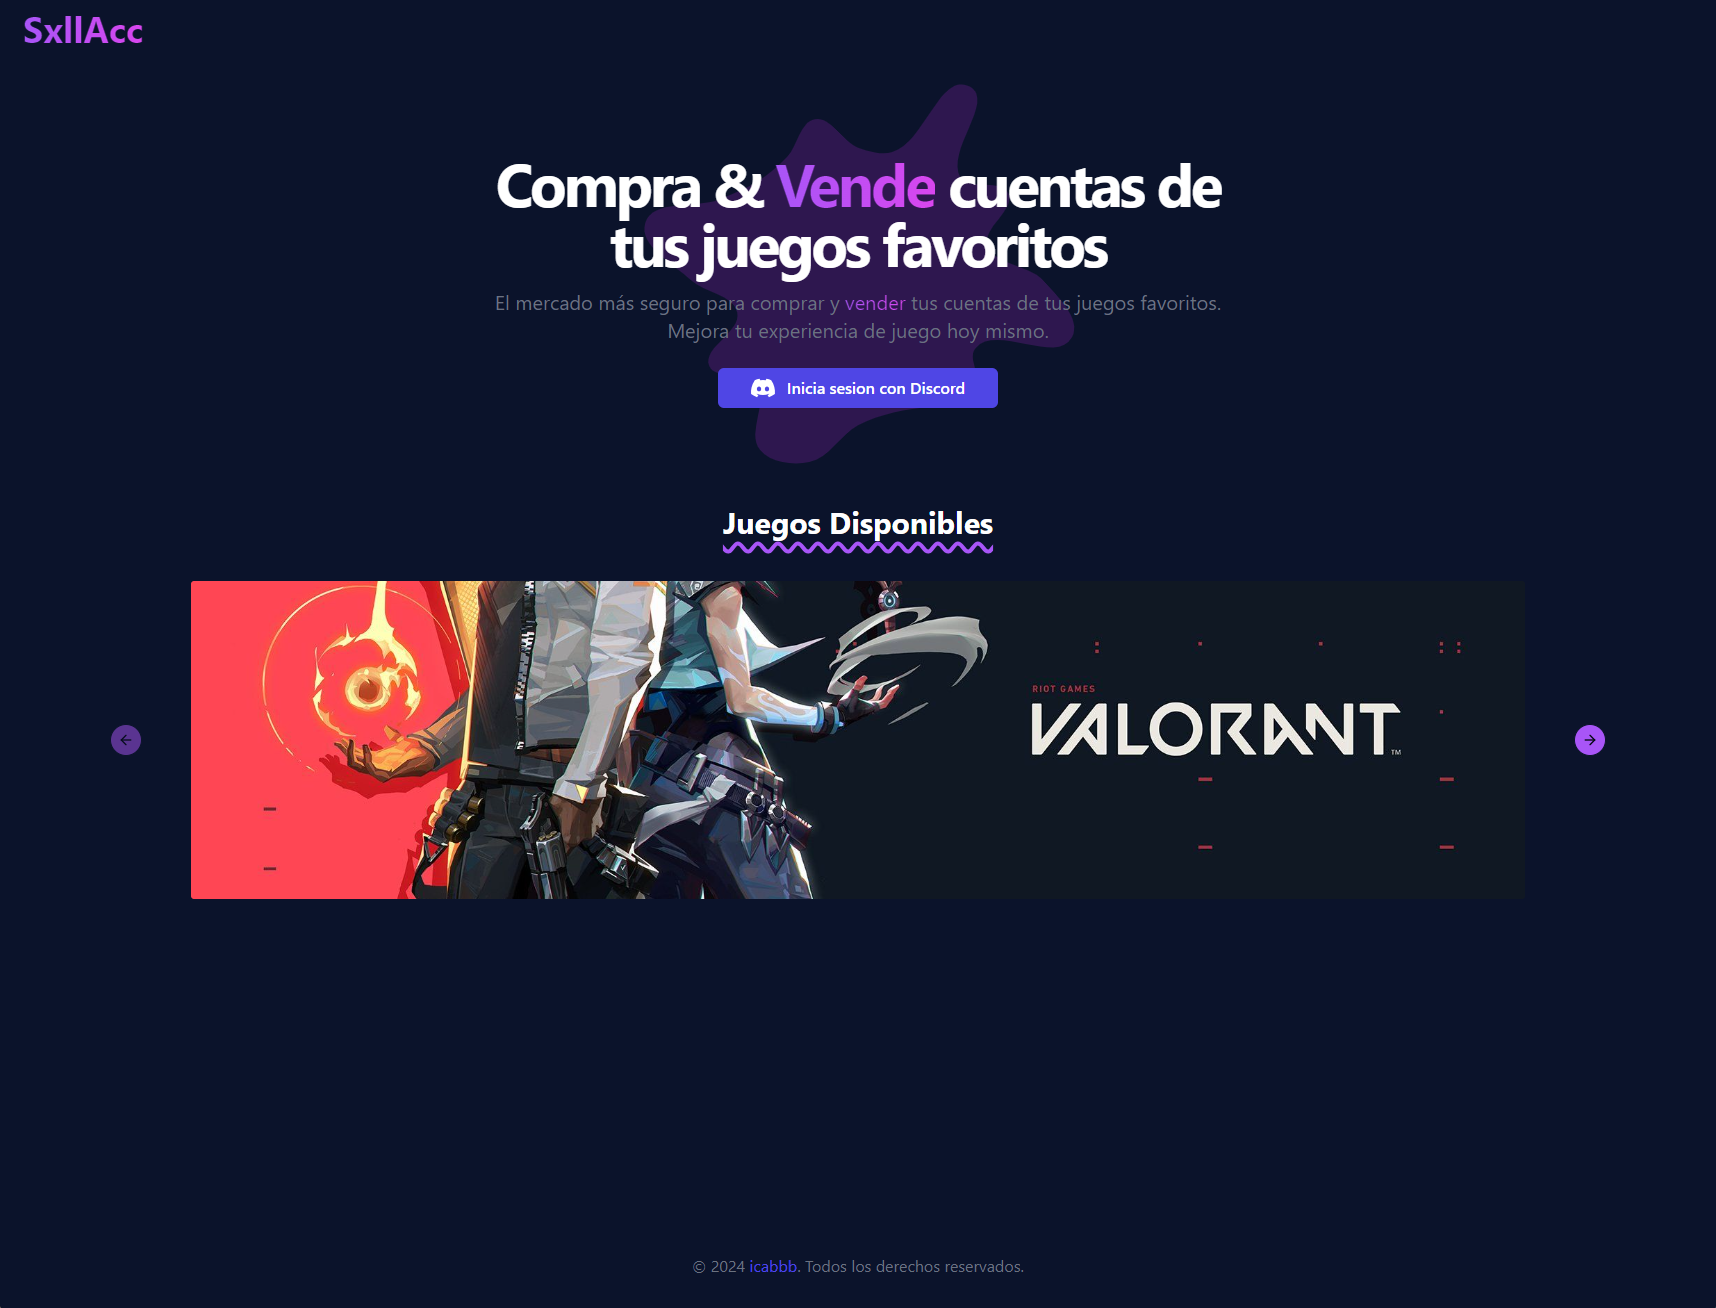 SxllAcc
Compra & Vende cuentas de
tus juegos favoritos
El mercado más seguro para comprar y vender tus cuentas de tus juegos favoritos.
Mejora tu experiencia de juego hoy mismo.
Inicia sesion con Discord
Juegos Disponibles
RIOT GAMES
VALORANT™
© 2024 icabbb. Todos los derechos reservados.